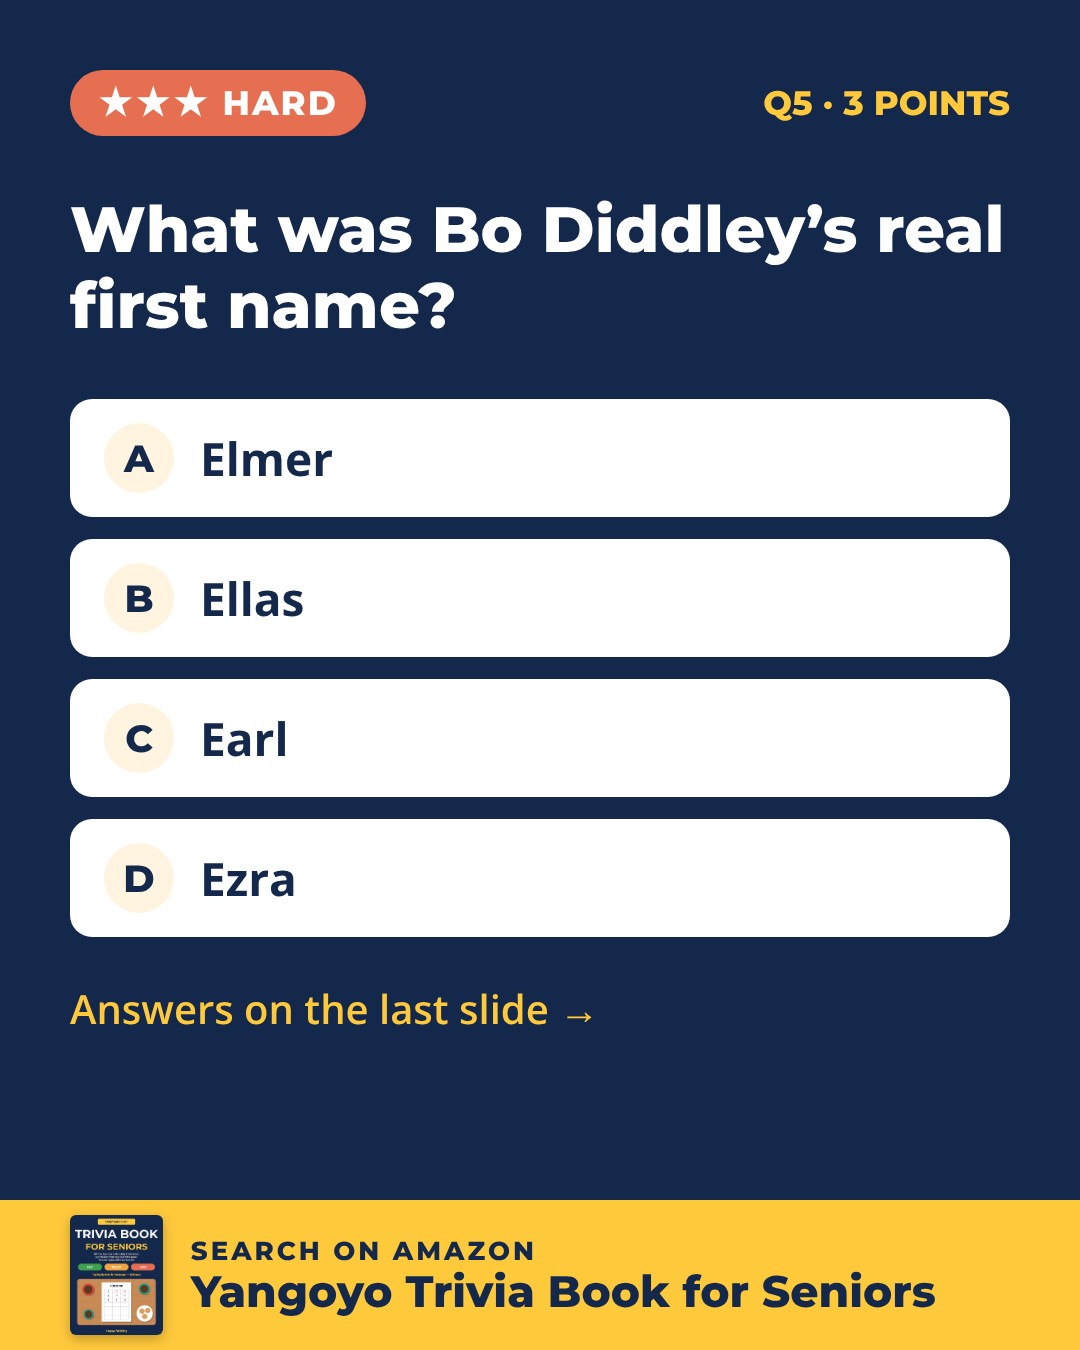 ★★★ HARD
Q5 · 3 POINTS
What was Bo Diddley’s real
first name?
A Elmer
B Ellas
C Earl
D Ezra
Answers on the last slide →
TRIVIA BOOK
FOR SENIORS
SEARCH ON AMAZON
Yangoyo Trivia Book for Seniors